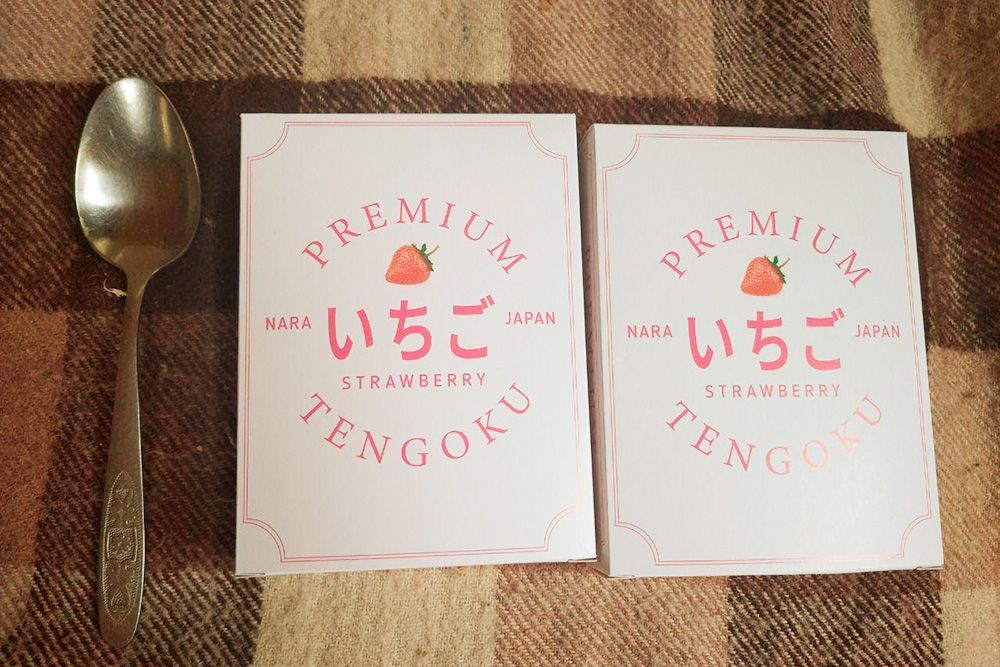 PREMIUM
NARA いちご JAPAN
STRAWBERRY
TENGOKU
PREMIUM
NARA いちご JAPAN
STRAWBERRY
TENGOKU